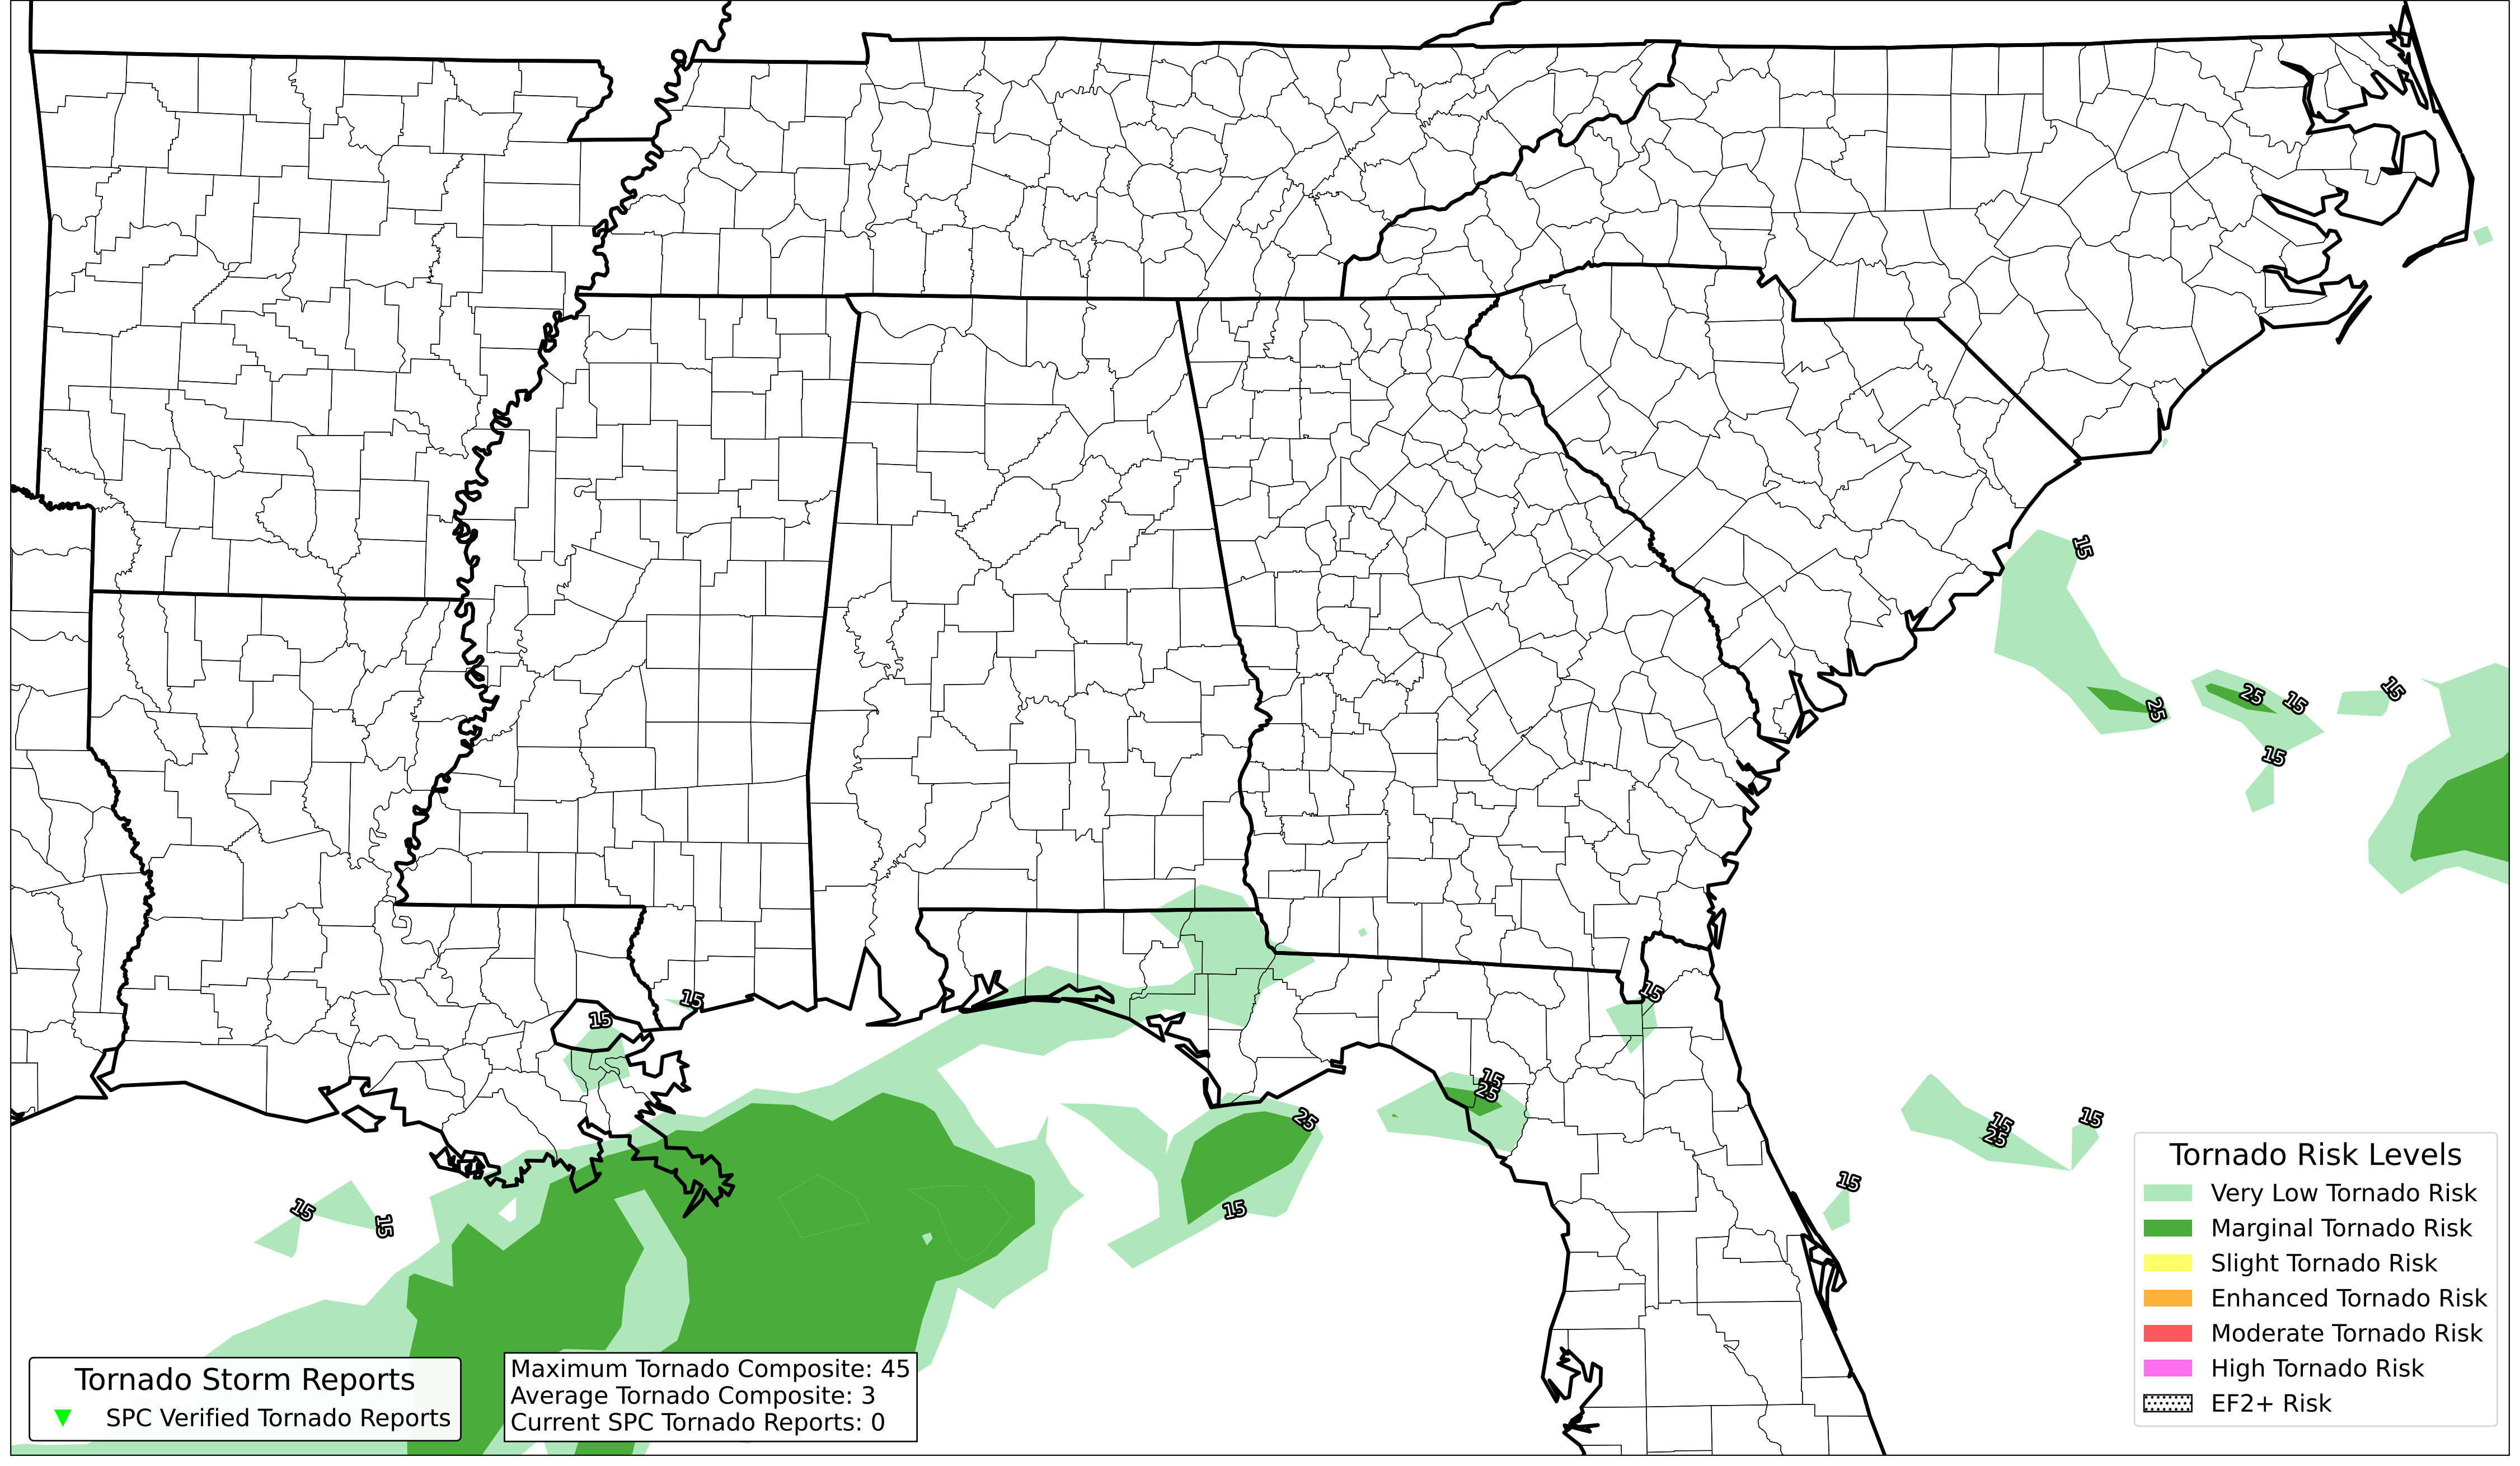 15
25
25
15
15
15
15
15
15
25
15
25
15
25
15
15
15
15
15
Tornado Risk Levels
Very Low Tornado Risk
Marginal Tornado Risk
Slight Tornado Risk
Enhanced Tornado Risk
Moderate Tornado Risk
High Tornado Risk
EF2+ Risk
Tornado Storm Reports
SPC Verified Tornado Reports
Maximum Tornado Composite: 45
Average Tornado Composite: 3
Current SPC Tornado Reports: 0